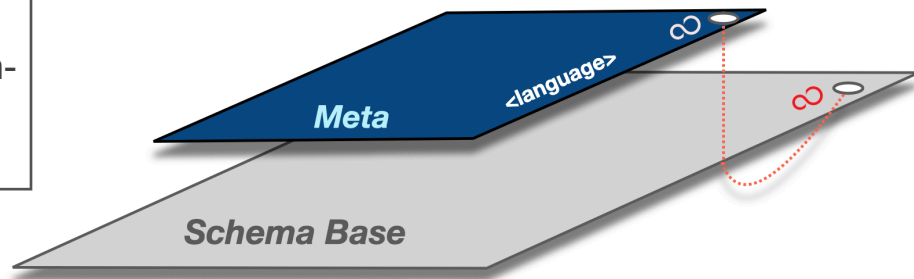 n-
∞
<language>
∞
Meta
Schema Base